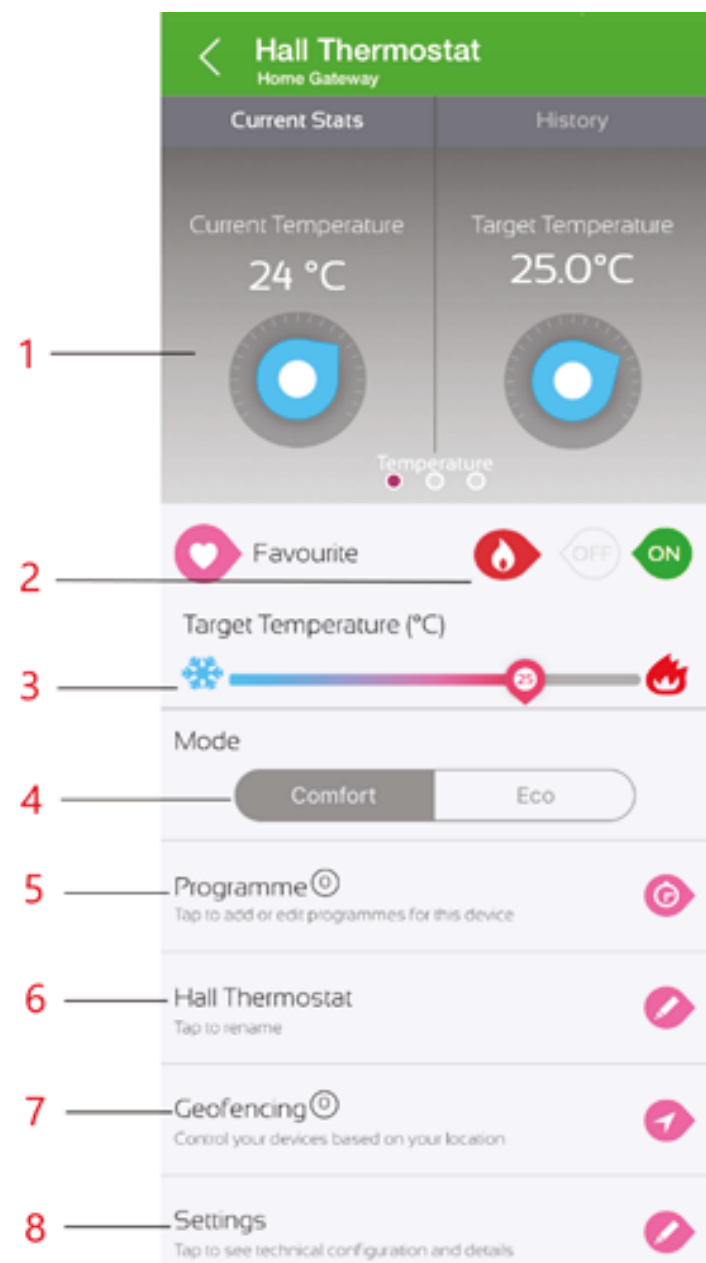 Hall Thermostat
Home Gateway
Current Stats History
Current Temperature Target Temperature
24 °C 25.0°C
1
Temperature
Favourite OFF ON
2
Target Temperature (°C)
25
3
Mode
4 Comfort Eco
5 Programme 0
Tap to add or edit programmes for this device
6 Hall Thermostat
Tap to rename
7 Geofencing 0
Control your devices based on your location
8 Settings
Tap to see technical configuration and details